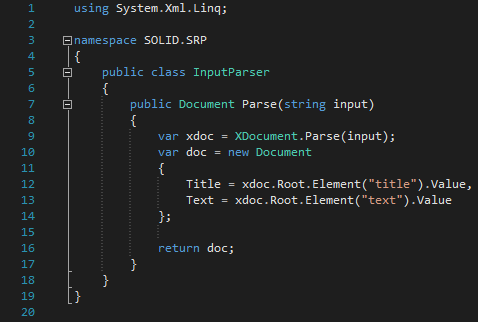 1 using System.Xml.Linq;
2
3 namespace SOLID.SRP
4 {
5 public class InputParser
6 {
7 public Document Parse(string input)
8 {
9 var xdoc = XDocument.Parse(input);
10 var doc = new Document
11 {
12 Title = xdoc.Root.Element("title").Value,
13 Text = xdoc.Root.Element("text").Value
14 };
15
16 return doc;
17 }
18 }
19 }
20